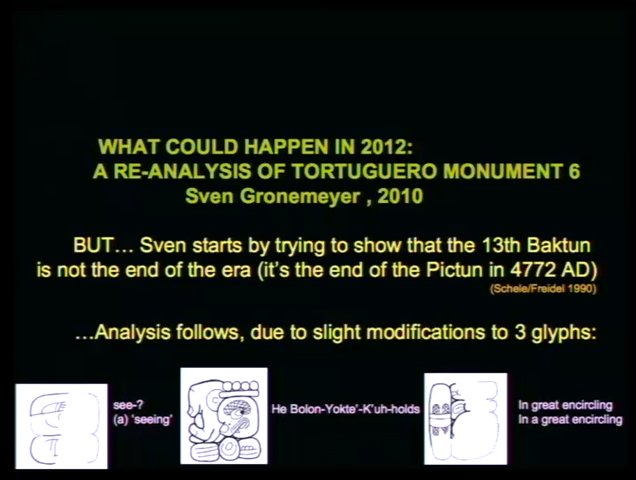 WHAT COULD HAPPEN IN 2012:
A RE-ANALYSIS OF TORTUGUERO MONUMENT 6
Sven Gronemeyer , 2010
BUT... Sven starts by trying to show that the 13th Baktun
is not the end of the era (it's the end of the Pictun in 4772 AD)
(Schele/Freidel 1990)
...Analysis follows, due to slight modifications to 3 glyphs:
see-?
(a) 'seeing'
He Bolon-Yokte'-K'uh-holds
In great encircling
In a great encircling